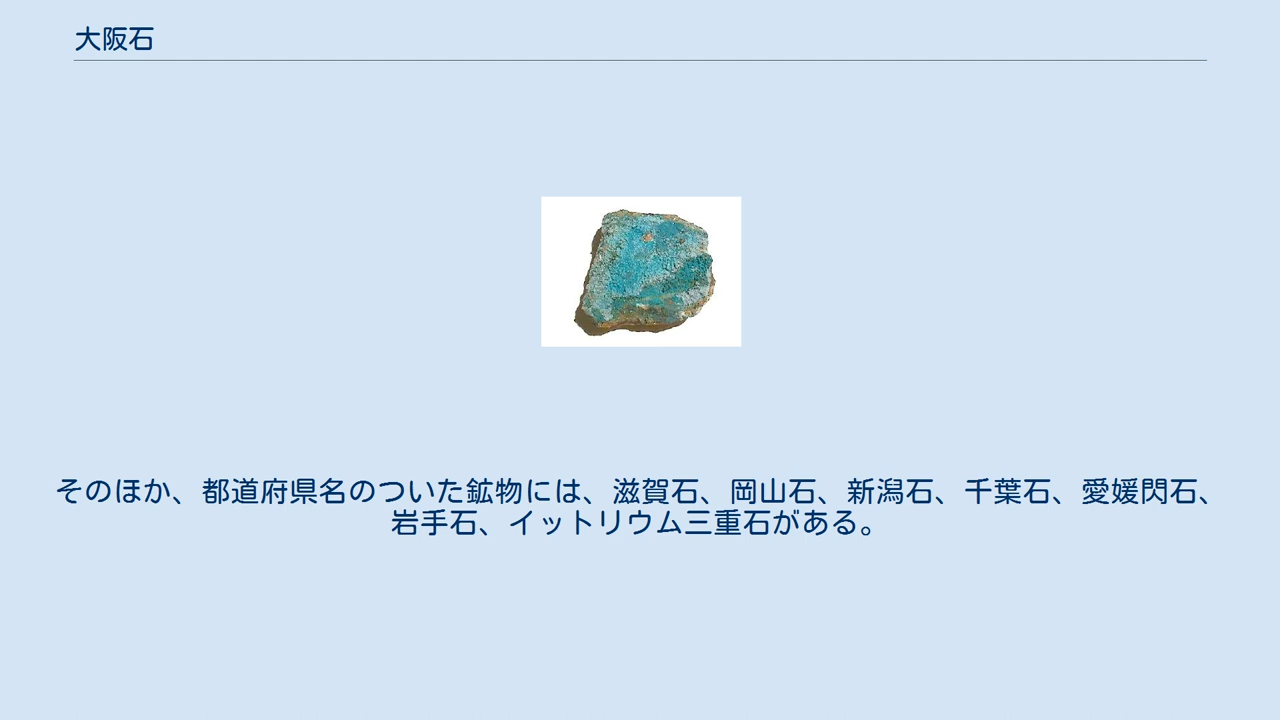 大阪石
そのほか、都道府県名のついた鉱物には、滋賀石、岡山石、新潟石、千葉石、愛媛閃石、
岩手石、イットリウム三重石がある。